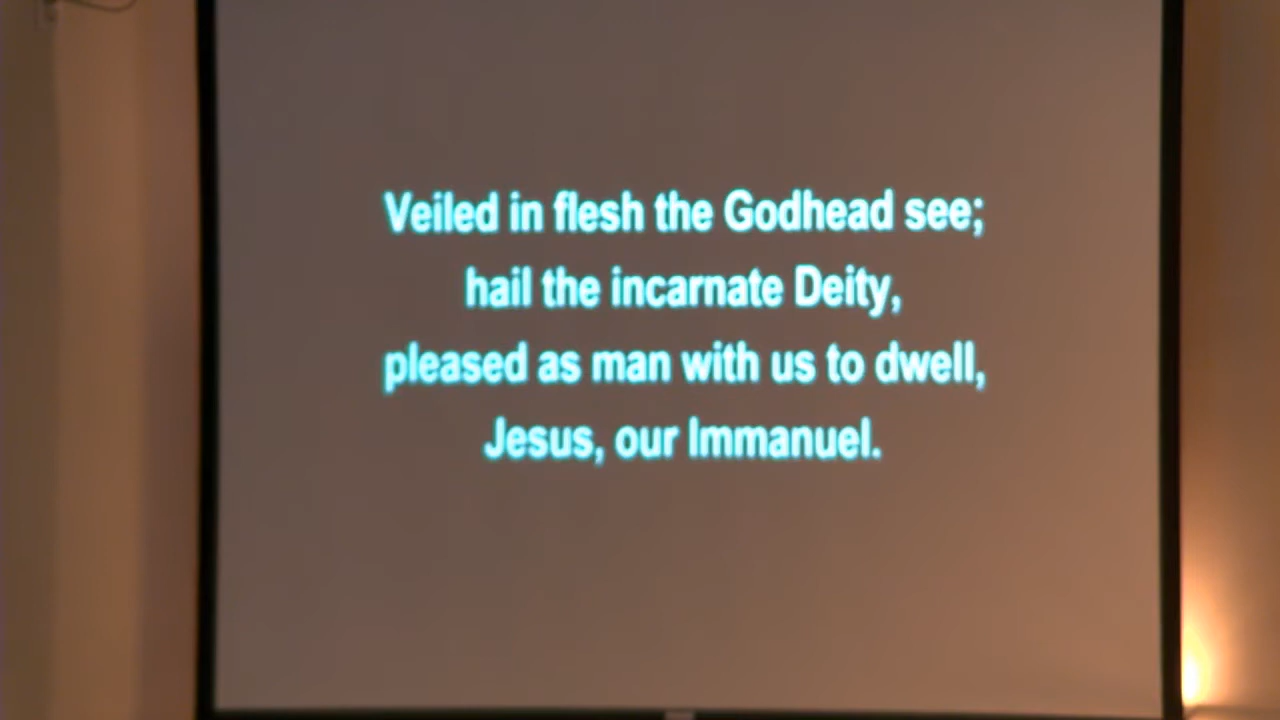 Veiled in flesh the Godhead see;
hail the incarnate Deity,
pleased as man with us to dwell,
Jesus, our Immanuel.